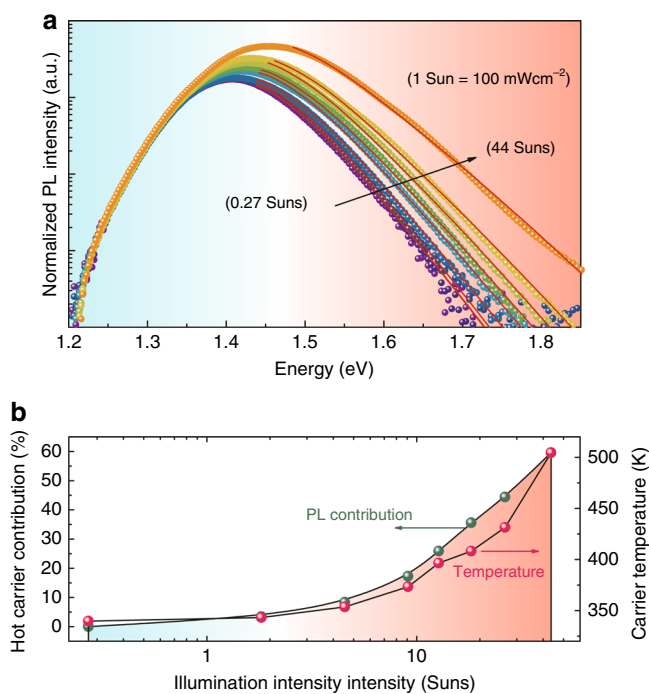 a
Normalized PL intensity (a.u.)
(1 Sun = 100 mWcm−2)
(44 Suns)
(0.27 Suns)
1.2 1.3 1.4 1.5 1.6 1.7 1.8
Energy (eV)
b
Hot carrier contribution (%)
60
50
40
30
20
10
0
PL contribution
Temperature
500
450
400
350
Carrier temperature (K)
1 10
Illumination intensity intensity (Suns)